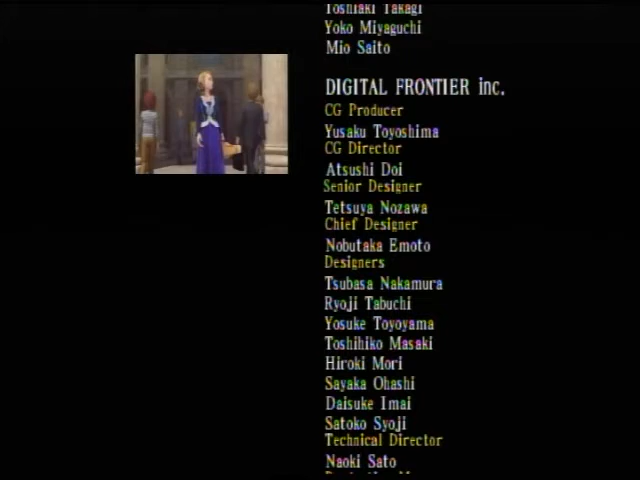 Toshiaki Takagi
Yoko Miyaguchi
Mio Saito
DIGITAL FRONTIER inc.
CG Producer
Yusaku Toyoshima
CG Director
Atsushi Doi
Senior Designer
Tetsuya Nozawa
Chief Designer
Nobutaka Emoto
Designers
Tsubasa Nakamura
Ryoji Tabuchi
Yosuke Toyoyama
Toshihiko Masaki
Hiroki Mori
Sayaka Ohashi
Daisuke Imai
Satoko Syoji
Technical Director
Naoki Sato